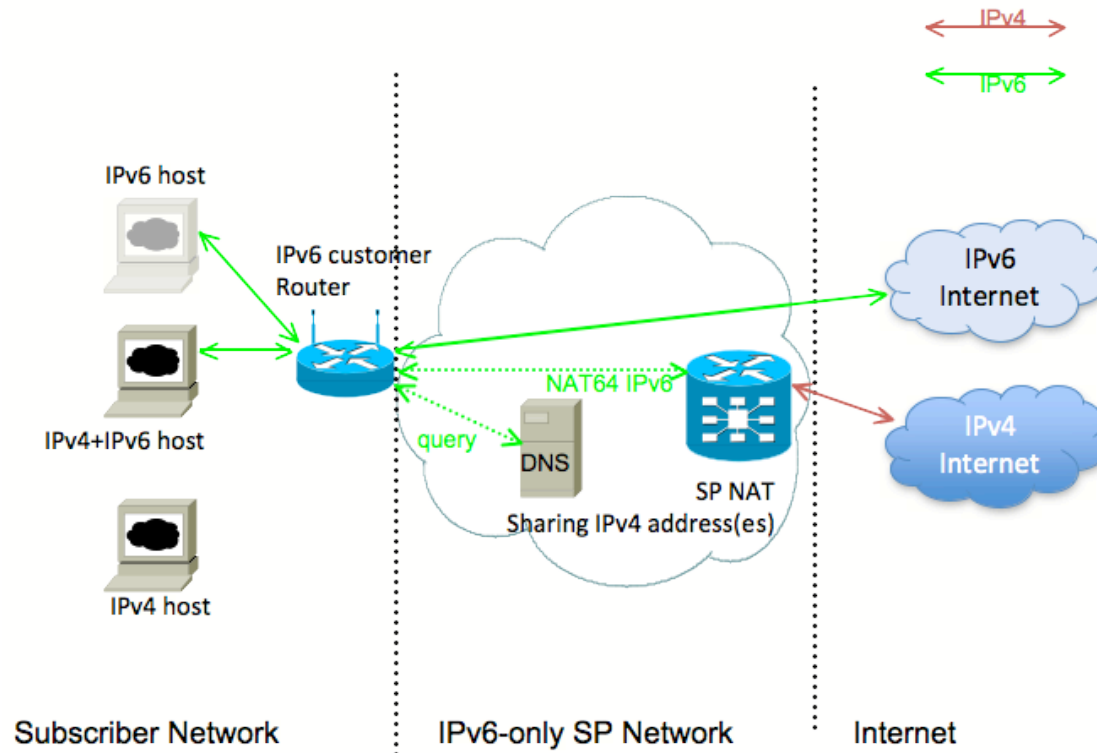 IPv4
IPv6
IPv6 host
IPv6 customer
Router
IPv6
Internet
NAT64 IPv6
IPv4+IPv6 host
query
DNS
IPv4
Internet
SP NAT
Sharing IPv4 address(es)
IPv4 host
Subscriber Network
IPv6-only SP Network
Internet